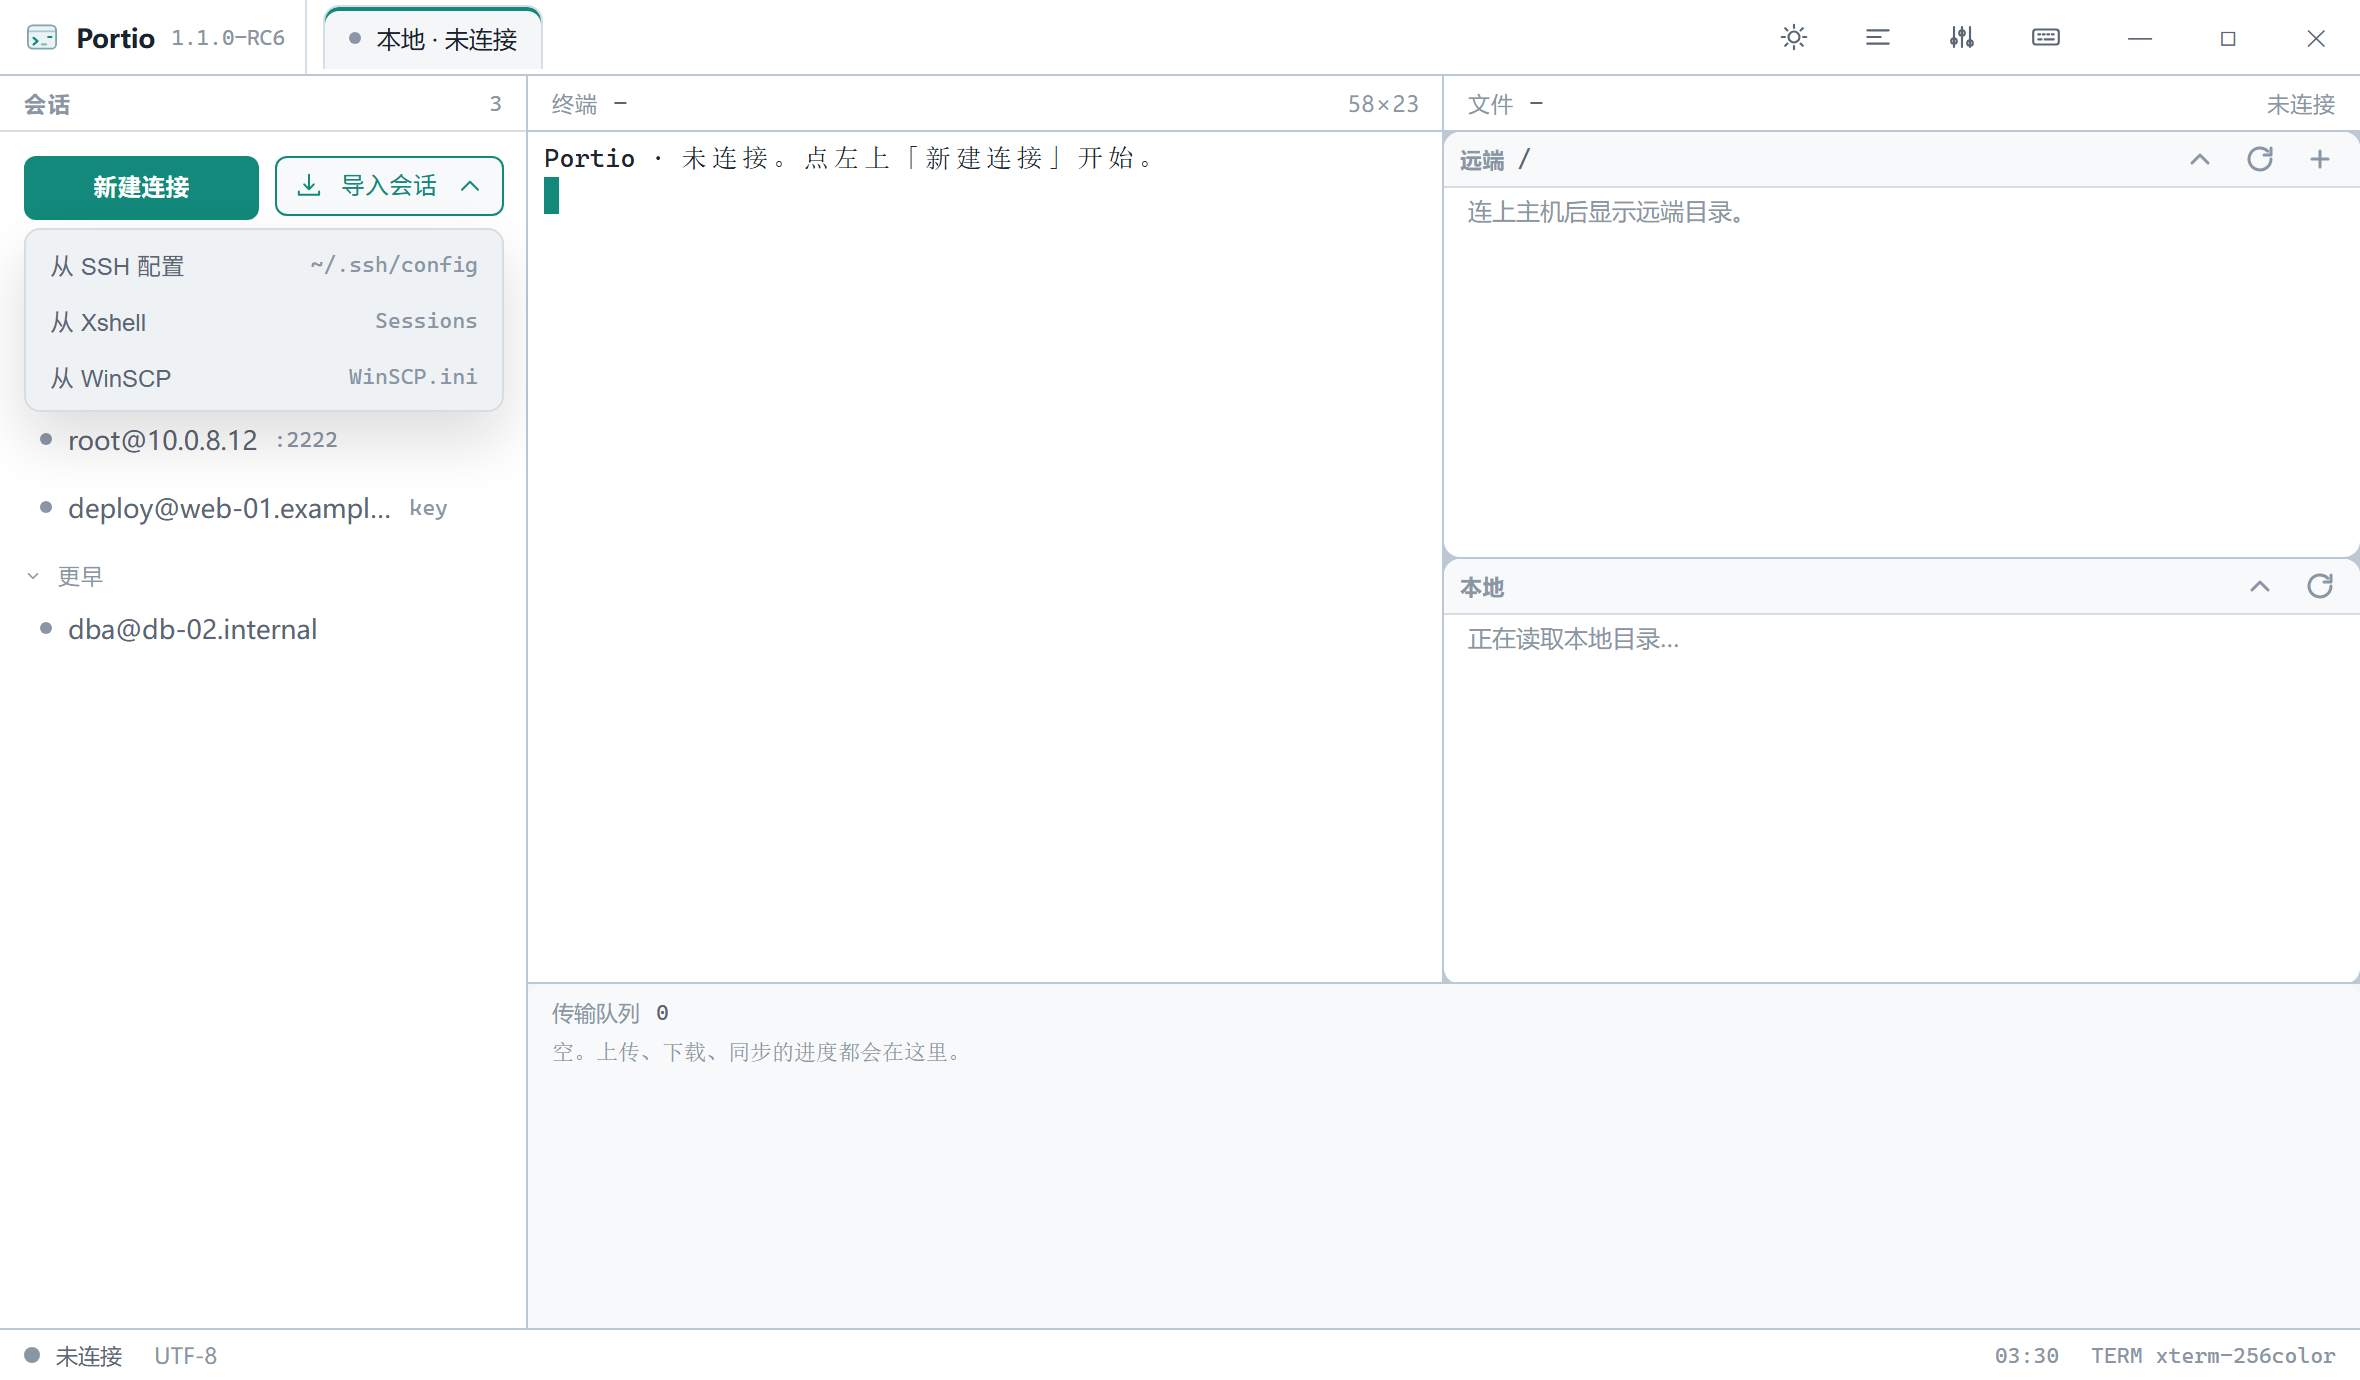 Portio 1.1.0-RC6
本地 · 未连接
会话 3
新建连接
导入会话
从 SSH 配置 ~/.ssh/config
从 Xshell Sessions
从 WinSCP WinSCP.ini
root@10.0.8.12 :2222
deploy@web-01.exampl... key
更早
dba@db-02.internal
终端 – 58×23
Portio · 未连接。点左上「新建连接」开始。
文件 – 未连接
远端 /
连上主机后显示远端目录。
本地
正在读取本地目录...
传输队列 0
空。上传、下载、同步的进度都会在这里。
未连接 UTF-8
03:30 TERM xterm-256color